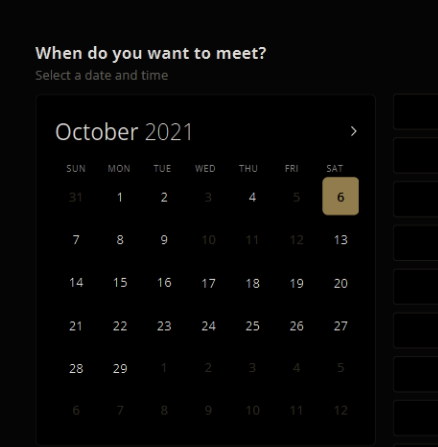 When do you want to meet?
Select a date and time
October 2021 >
SUN MON TUE WED THU FRI SAT
31 1 2 3 4 5 6
7 8 9 10 11 12 13
14 15 16 17 18 19 20
21 22 23 24 25 26 27
28 29 1 2 3 4 5
6 7 8 9 10 11 12